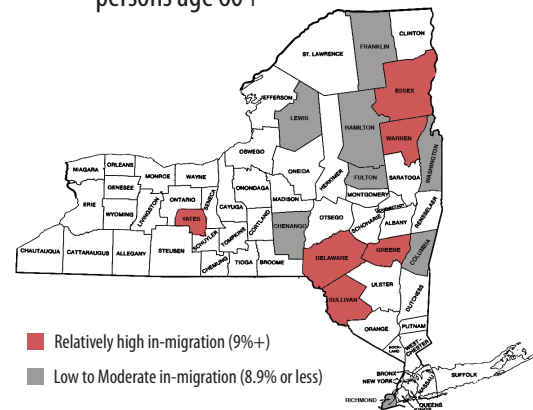 persons age 60+
CLINTON
FRANKLIN
ST. LAWRENCE
ESSEX
JEFFERSON
LEWIS
HAMILTON
WARREN
WASHINGTON
OSWEGO
ONEIDA
HERKIMER
FULTON
SARATOGA
NIAGARA
ORLEANS
MONROE
WAYNE
GENESEE
ONTARIO
SENECA
CAYUGA
ONONDAGA
MADISON
MONTGOMERY
ERIE
WYOMING
LIVINGSTON
YATES
CORTLAND
CHENANGO
OTSEGO
SCHOHARIE
SCHENECTADY
ALBANY
RENSSELAER
CHAUTAUQUA
CATTARAUGUS
ALLEGANY
STEUBEN
SCHUYLER
TOMPKINS
CHEMUNG
TIOGA
BROOME
DELAWARE
GREENE
COLUMBIA
SULLIVAN
ULSTER
DUTCHESS
ORANGE
PUTNAM
ROCK-
LAND
WEST
CHESTER
BRONX
NEW YORK
NASSAU
SUFFOLK
RICHMOND
QUEENS
KINGS
Relatively high in-migration (9%+)
Low to Moderate in-migration (8.9% or less)